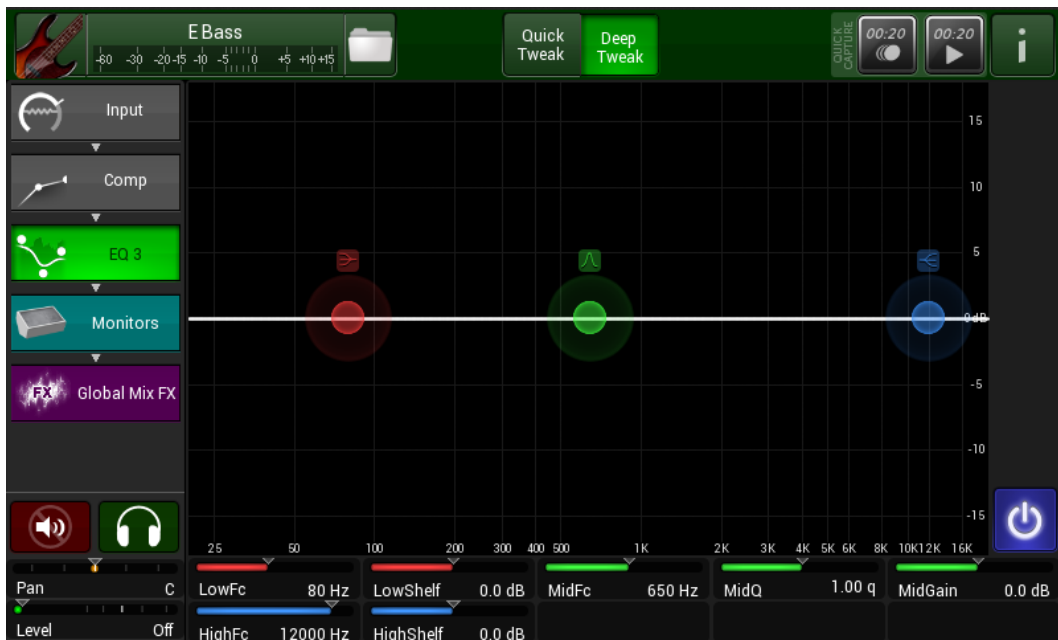 E Bass
-60 -30 -20 -15 -10 -5 0 +5 +10 +15
Quick
Tweak
Deep
Tweak
QUICK
CAPTURE
00:20
00:20
i
Input
Comp
EQ 3
Monitors
FX
Global Mix FX
15
10
5
0dB
-5
-10
-15
25 50 100 200 300 400 500 1K 2K 3K 4K 5K 6K 8K 10K 12K 16K
Pan C
LowFc 80 Hz
LowShelf 0.0 dB
MidFc 650 Hz
MidQ 1.00 q
MidGain 0.0 dB
Level Off
HighFc 12000 Hz
HighShelf 0.0 dB